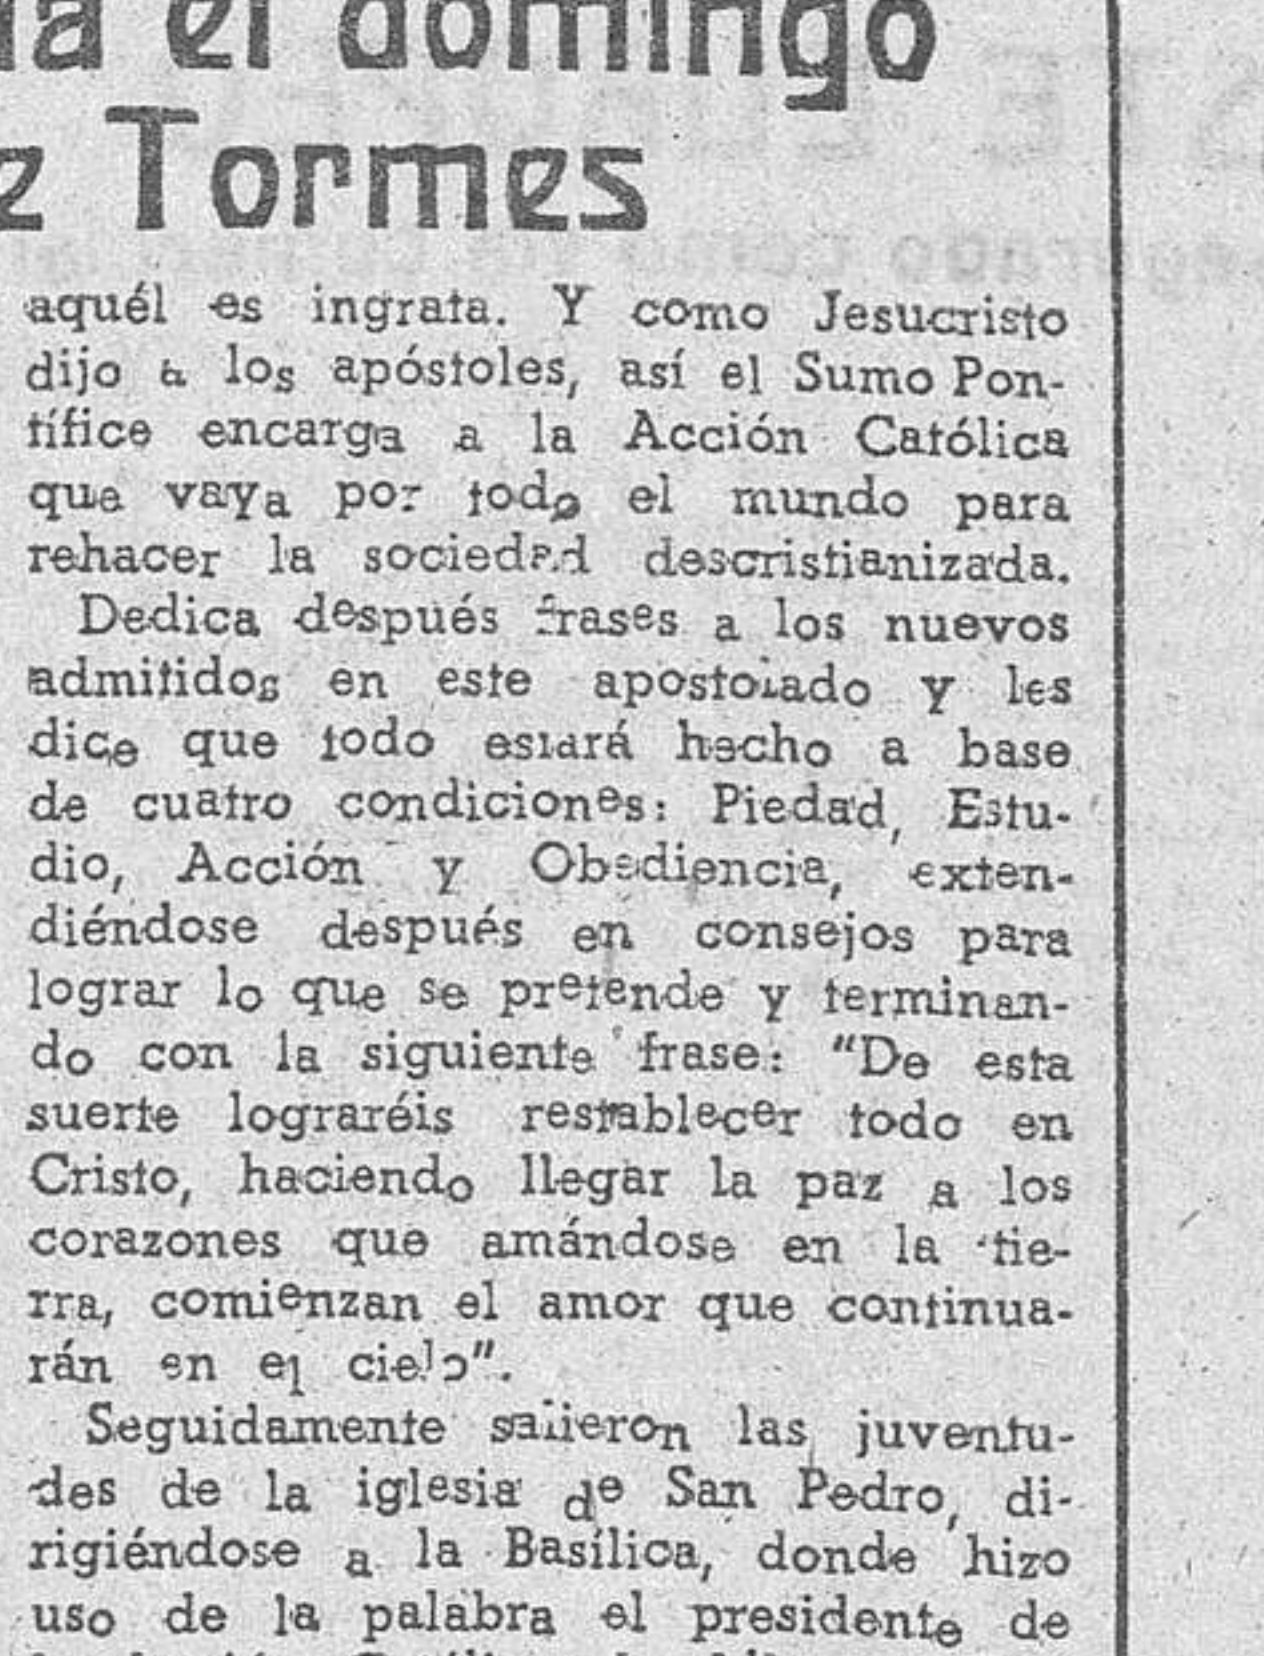 el domingo
Tormes
aquél es ingrata. Y como Jesucristo
dijo a los apóstoles, así el Sumo Pon-
tífice encarga a la Acción Católica
que vaya por todo el mundo para
rehacer la sociedad descristianizada.
Dedica después frases a los nuevos
admitidos en este apostolado y les
dice que todo estará hecho a base
de cuatro condiciones: Piedad, Estu-
dio, Acción y Obediencia, exten-
diéndose después en consejos para
lograr lo que se pretende y terminan-
do con la siguiente frase: "De esta
suerte lograréis restablecer todo en
Cristo, haciendo llegar la paz a los
corazones que amándose en la tie-
rra, comienzan el amor que continua-
rán en el cielo".
Seguidamente salieron las juventu-
des de la iglesia de San Pedro, di-
rigiéndose a la Basílica, donde hizo
uso de la palabra el presidente de